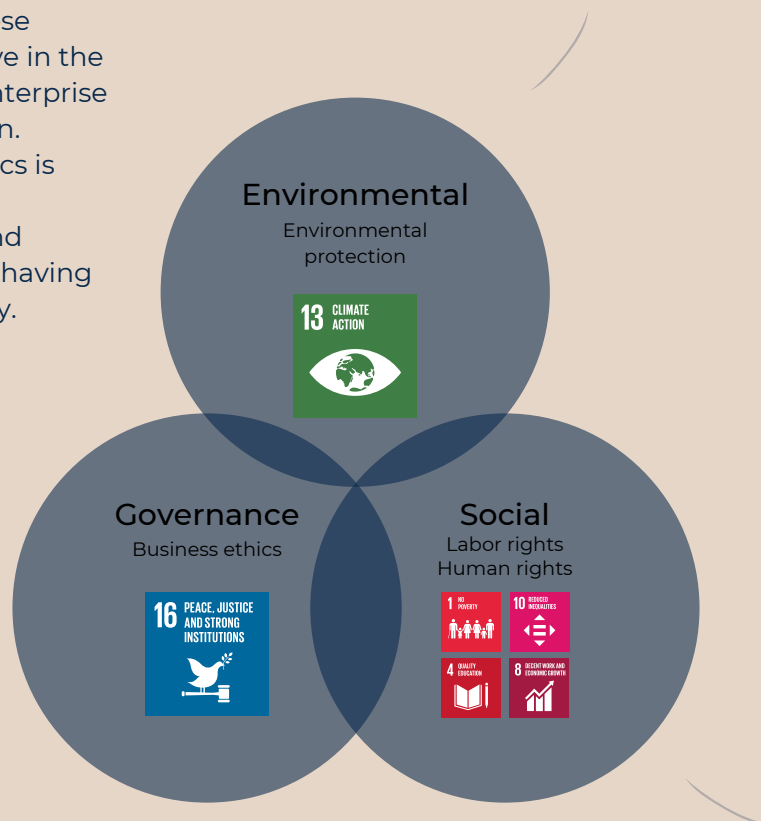 se
e in the
nterprise
n.
cs is
nd
having
y.
Environmental
Environmental
protection
13 CLIMATE
ACTION
Governance
Business ethics
16 PEACE, JUSTICE
AND STRONG
INSTITUTIONS
Social
Labor rights
Human rights
1 NO
POVERTY
10 REDUCED
INEQUALITIES
4 QUALITY
EDUCATION
8 DECENT WORK AND
ECONOMIC GROWTH